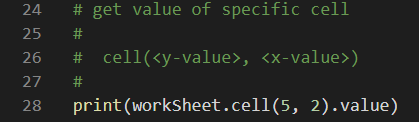 24 # get value of specific cell
25 #
26 #  cell(<y-value>, <x-value>)
27 #
28 print(workSheet.cell(5, 2).value)